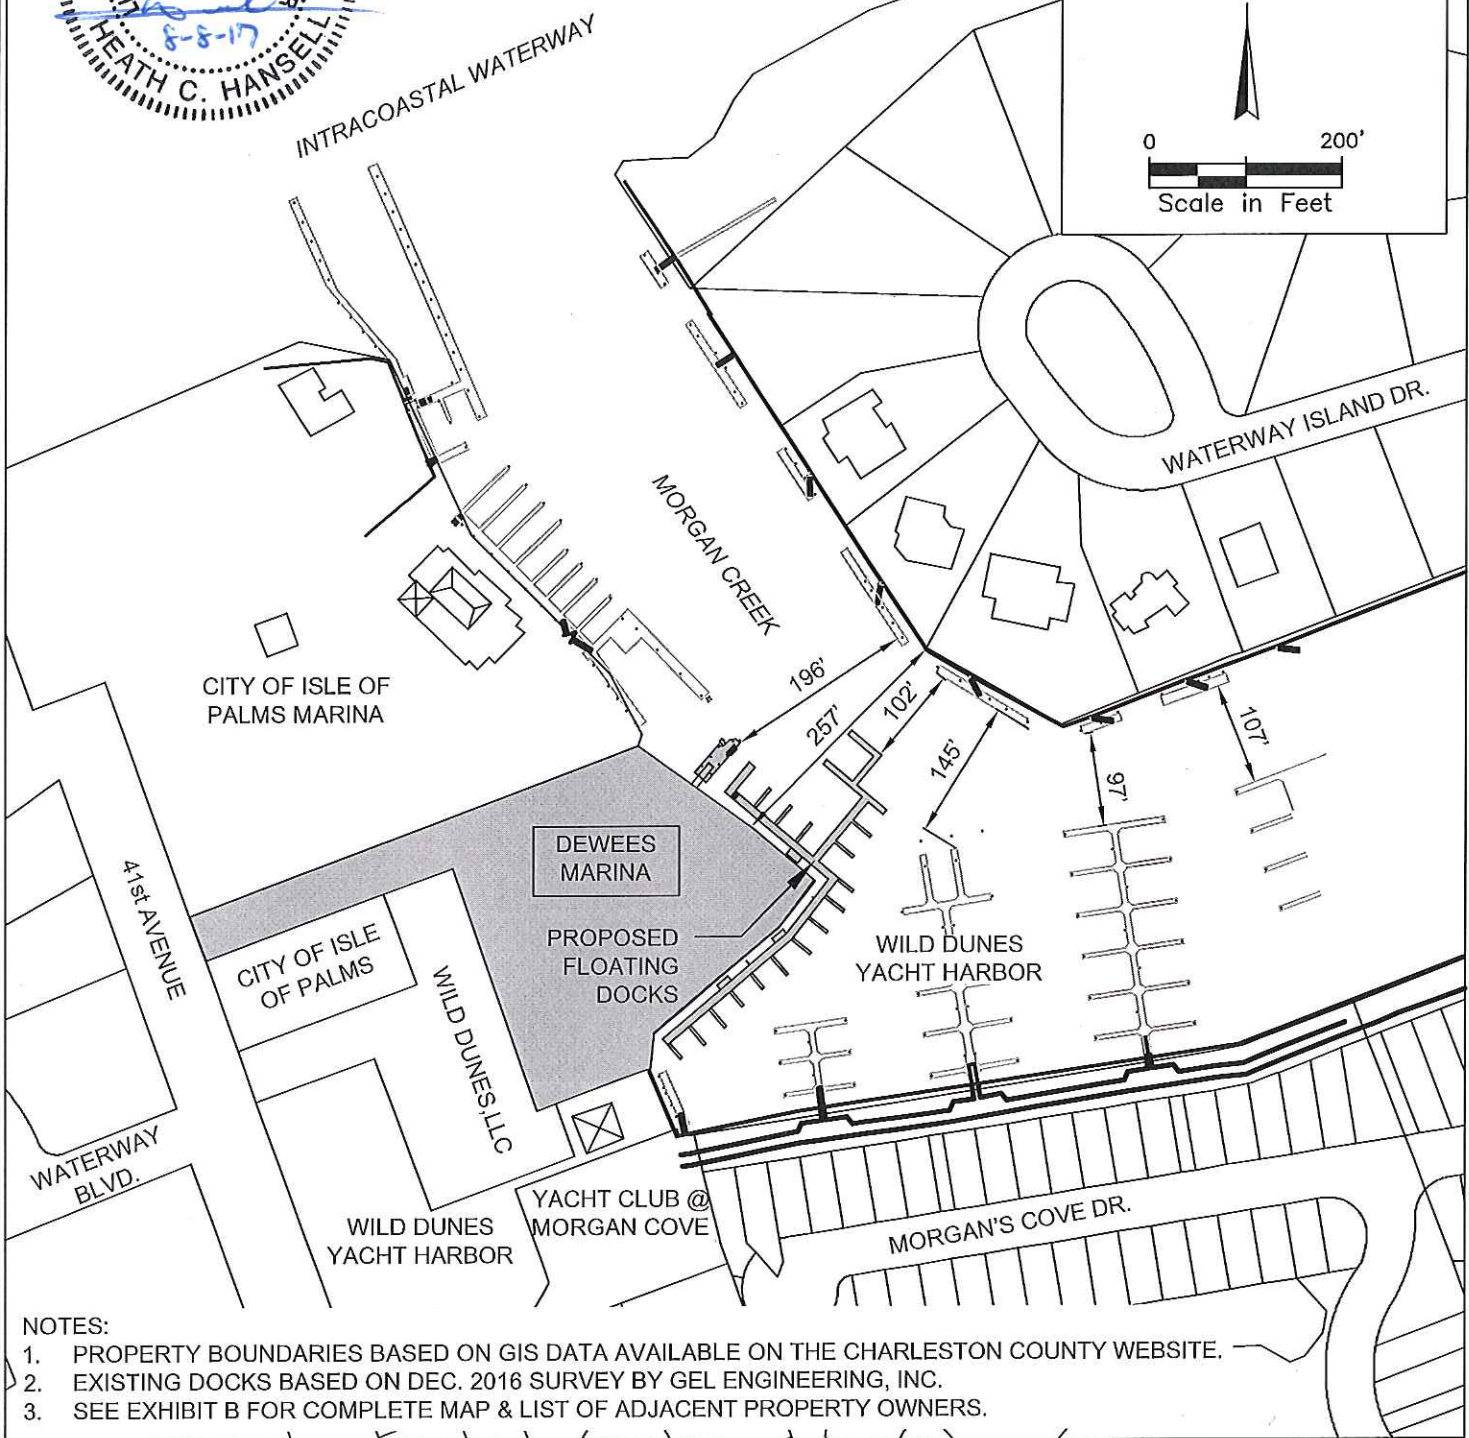 8-8-17
HEATH C. HANSELL
INTRACOASTAL WATERWAY
0 200'
Scale in Feet
WATERWAY ISLAND DR.
MORGAN CREEK
CITY OF ISLE OF
PALMS MARINA
196'
257'
102'
145'
97'
107'
DEWEES
MARINA
41st AVENUE
PROPOSED
FLOATING
DOCKS
CITY OF ISLE
OF PALMS
WILD DUNES,LLC
WILD DUNES
YACHT HARBOR
WATERWAY
BLVD.
WILD DUNES
YACHT HARBOR
YACHT CLUB @
MORGAN COVE
MORGAN'S COVE DR.
NOTES:
1. PROPERTY BOUNDARIES BASED ON GIS DATA AVAILABLE ON THE CHARLESTON COUNTY WEBSITE.
2. EXISTING DOCKS BASED ON DEC. 2016 SURVEY BY GEL ENGINEERING, INC.
3. SEE EXHIBIT B FOR COMPLETE MAP & LIST OF ADJACENT PROPERTY OWNERS.